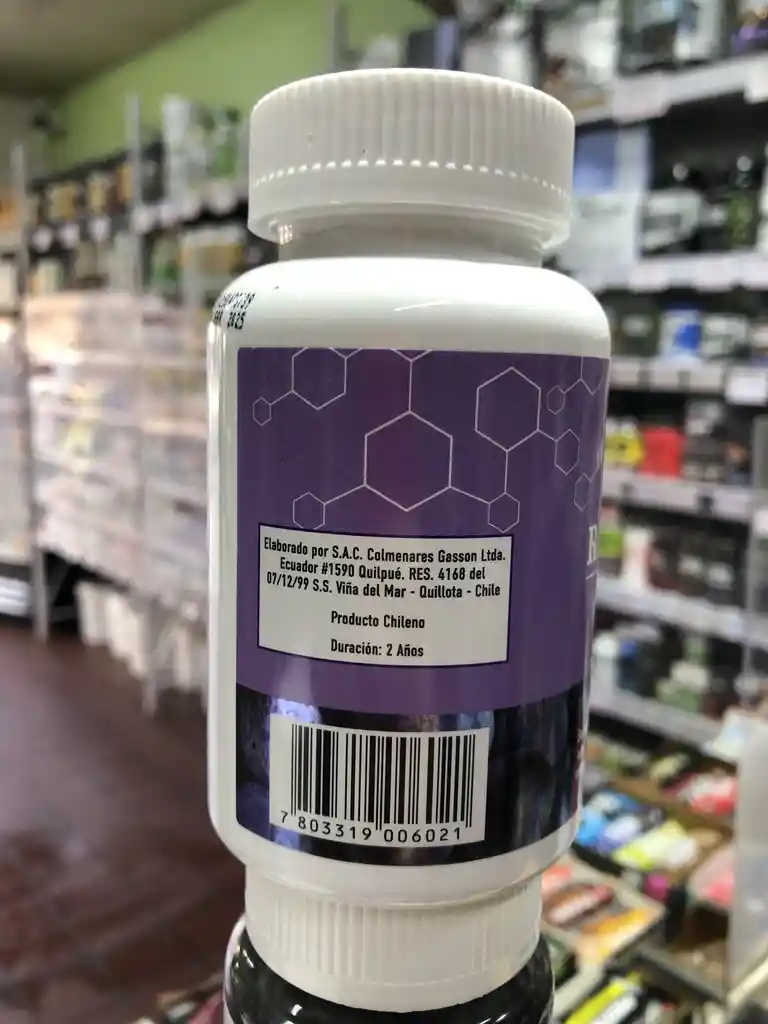 2025
Elaborado por S.A.C. Colmenares Gasson Ltda.
Ecuador #1590 Quilpué. RES. 4168 del
07/12/99 S.S. Viña del Mar - Quillota - Chile
Producto Chileno
Duración: 2 Años
7 803319 006021